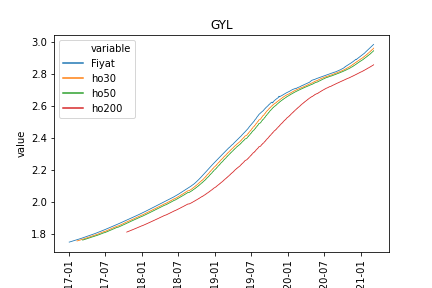 GYL
variable
Fiyat
ho30
ho50
ho200
value
3.0
2.8
2.6
2.4
2.2
2.0
1.8
17-01
17-07
18-01
18-07
19-01
19-07
20-01
20-07
21-01